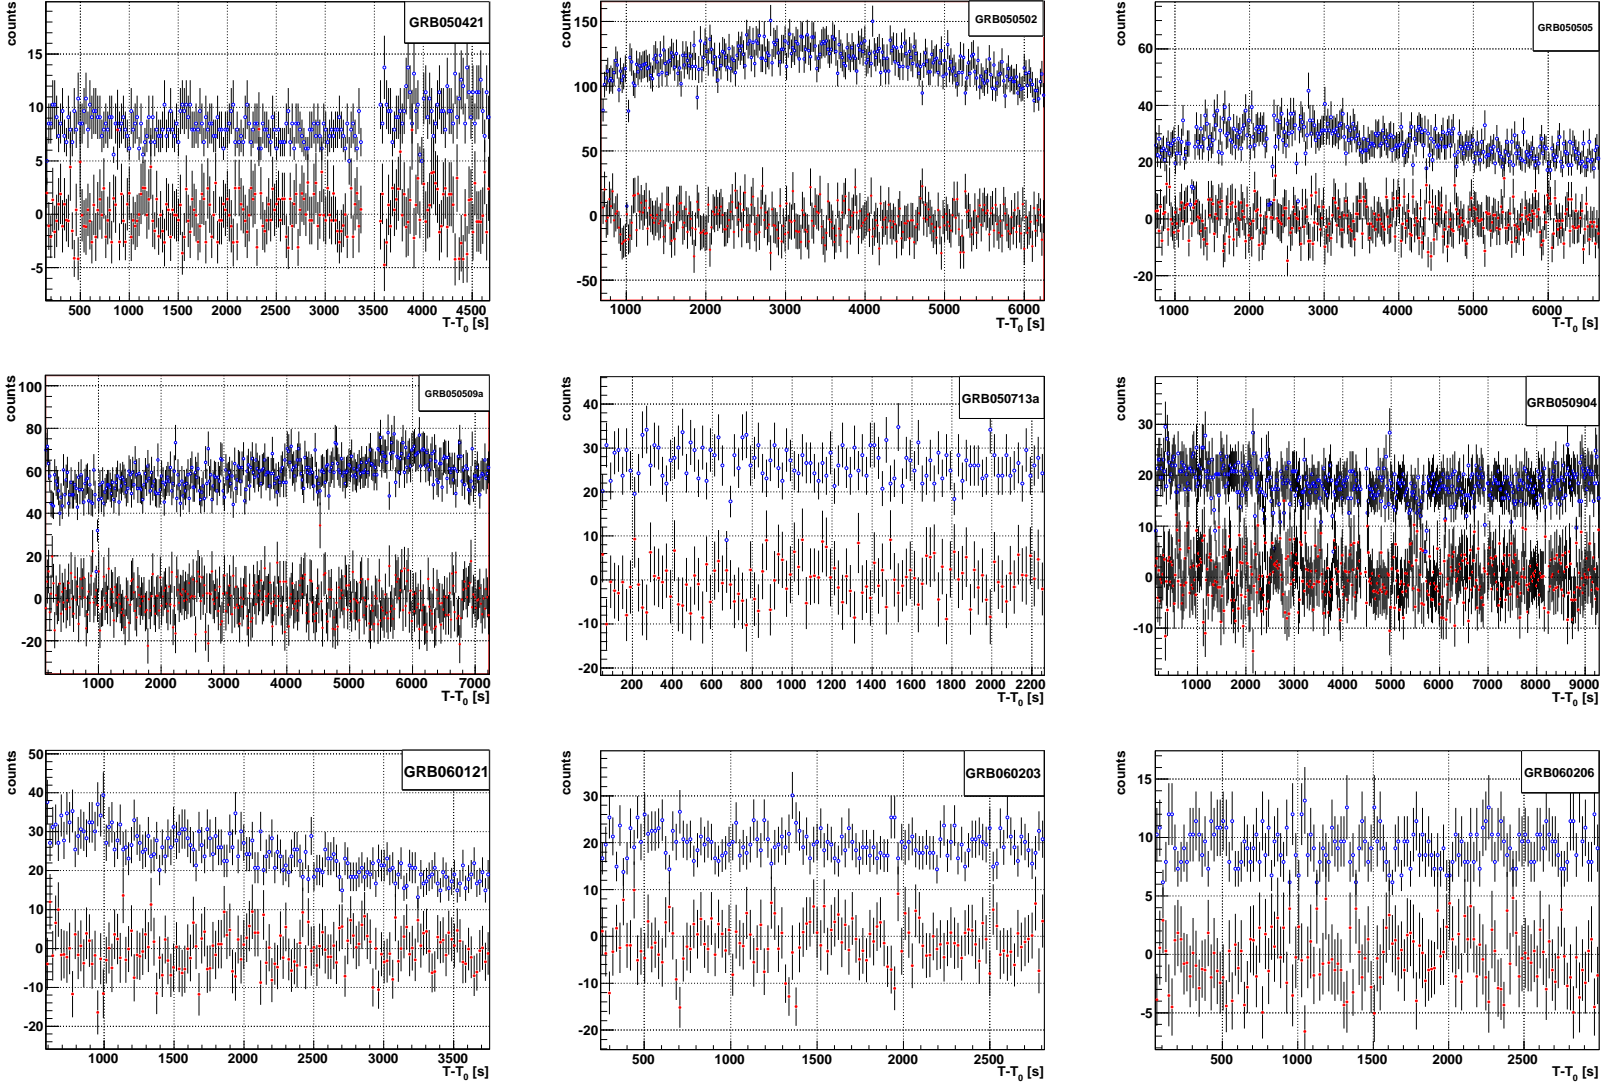 counts
GRB050421
15
10
5
0
-5
500 1000 1500 2000 2500 3000 3500 4000 4500
T-T0 [s]
counts
GRB050502
150
100
50
0
-50
1000 2000 3000 4000 5000 6000
T-T0 [s]
counts
GRB050505
60
40
20
0
-20
1000 2000 3000 4000 5000 6000
T-T0 [s]
counts
GRB050509a
100
80
60
40
20
0
-20
1000 2000 3000 4000 5000 6000 7000
T-T0 [s]
counts
GRB050713a
40
30
20
10
0
-10
-20
200 400 600 800 1000 1200 1400 1600 1800 2000 2200
T-T0 [s]
counts
GRB050904
30
20
10
0
-10
1000 2000 3000 4000 5000 6000 7000 8000 9000
T-T0 [s]
counts
GRB060121
50
40
30
20
10
0
-10
-20
1000 1500 2000 2500 3000 3500
T-T0 [s]
counts
GRB060203
30
20
10
0
-10
-20
500 1000 1500 2000 2500
T-T0 [s]
counts
GRB060206
15
10
5
0
-5
500 1000 1500 2000 2500
T-T0 [s]